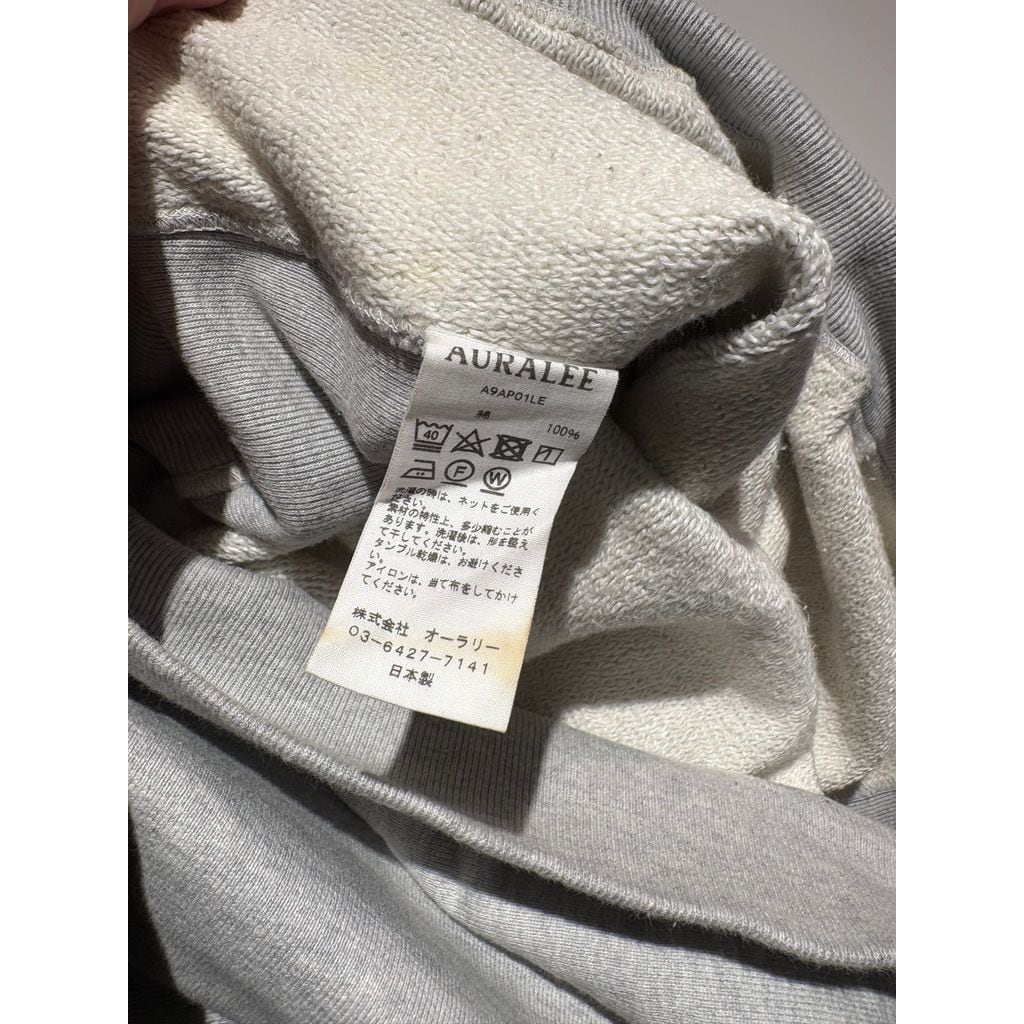 AURALEE
A9AP01LE
綿 100%
40
F W
洗濯の時は、ネットをご使用く
ださい。
素材の特性上、多少縮むことが
あります。洗濯後は、形を整え
て干してください。
タンブル乾燥は、お避けくださ
い。
アイロンは、当て布をしてかけ
てください。
株式会社 オーラリー
03-6427-7141
日本製